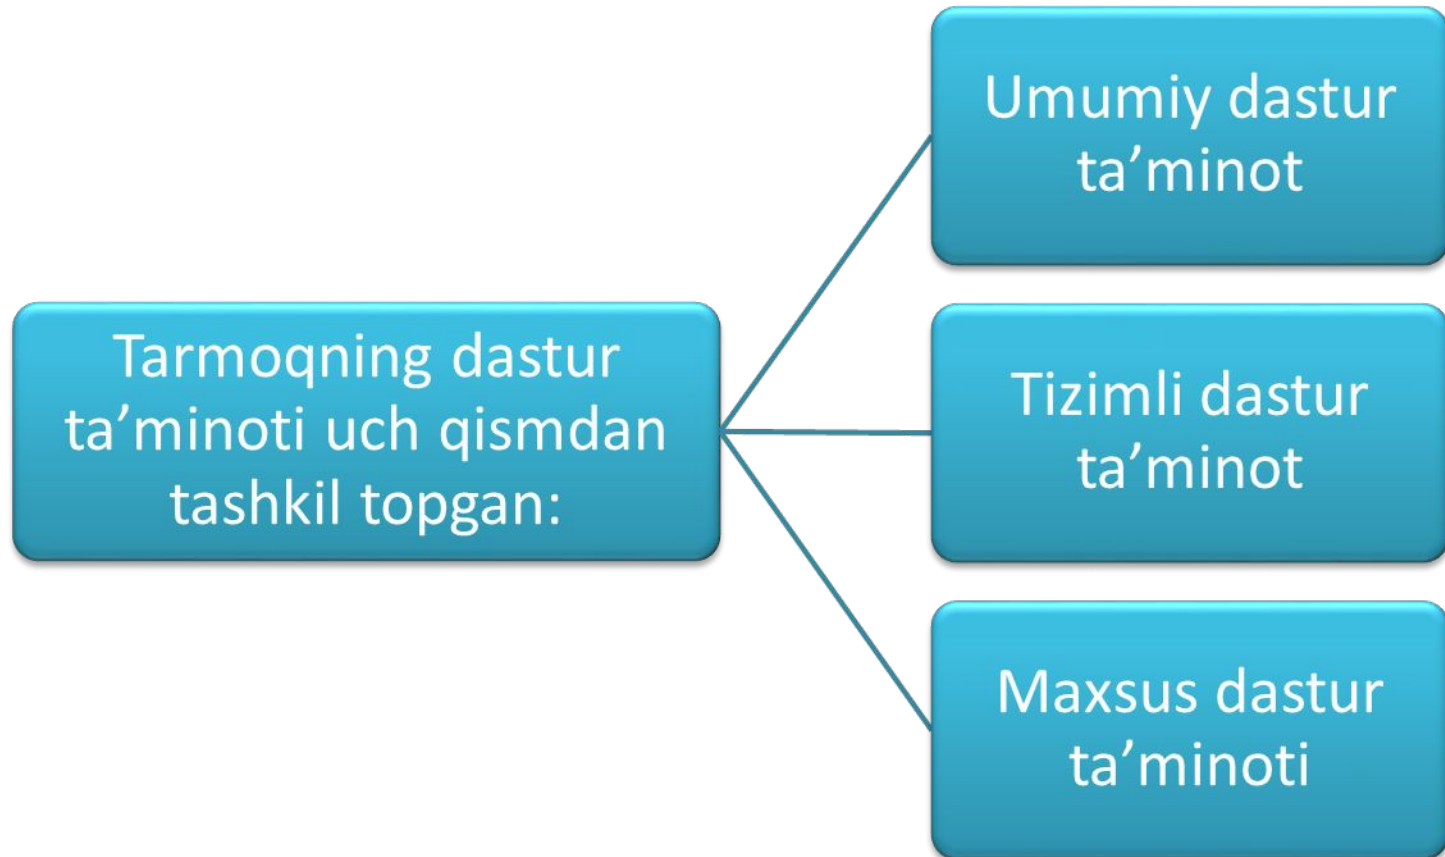 Tarmoqning dastur
ta’minoti uch qismdan
tashkil topgan:
Umumiy dastur
ta’minot
Tizimli dastur
ta’minot
Maxsus dastur
ta’minoti